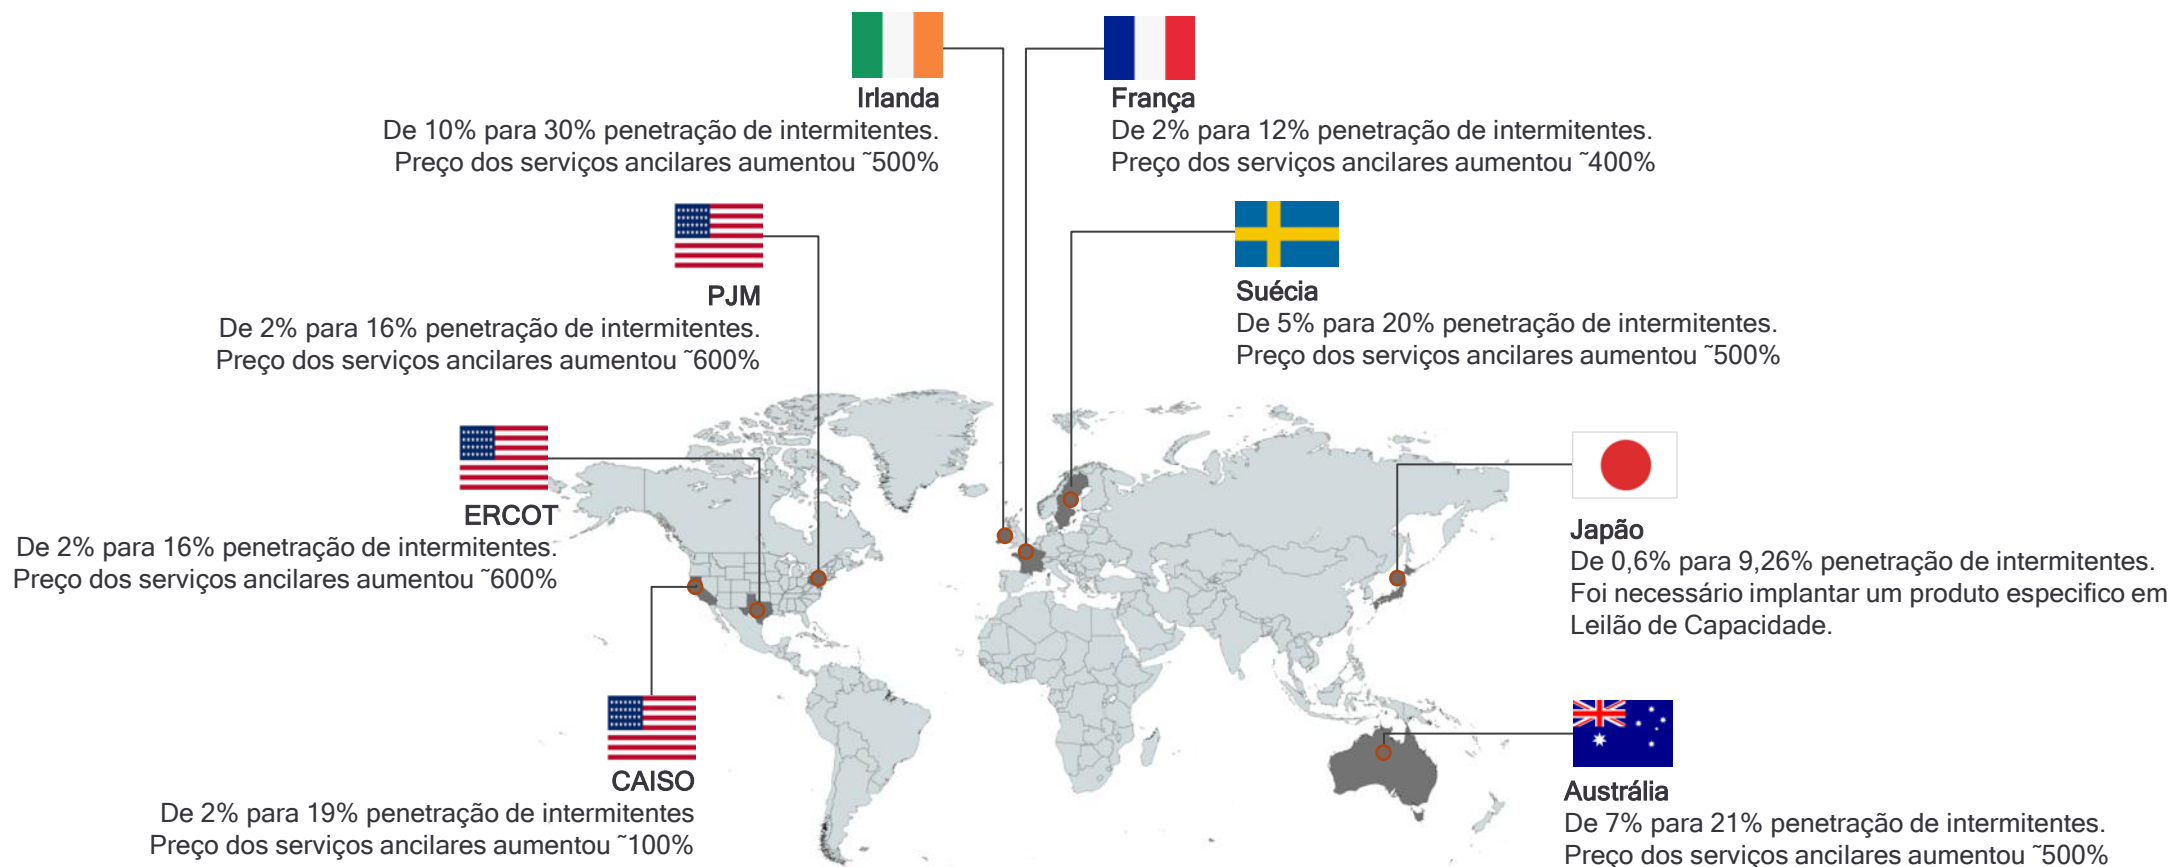 Irlanda
De 10% para 30% penetração de intermitentes.
Preço dos serviços ancilares aumentou ˜500%
França
De 2% para 12% penetração de intermitentes.
Preço dos serviços ancilares aumentou ˜400%
PJM
De 2% para 16% penetração de intermitentes.
Preço dos serviços ancilares aumentou ˜600%
Suécia
De 5% para 20% penetração de intermitentes.
Preço dos serviços ancilares aumentou ˜500%
ERCOT
De 2% para 16% penetração de intermitentes.
Preço dos serviços ancilares aumentou ˜600%
Japão
De 0,6% para 9,26% penetração de intermitentes.
Foi necessário implantar um produto especifico em
Leilão de Capacidade.
CAISO
De 2% para 19% penetração de intermitentes
Preço dos serviços ancilares aumentou ˜100%
Austrália
De 7% para 21% penetração de intermitentes.
Preço dos serviços ancilares aumentou ˜500%